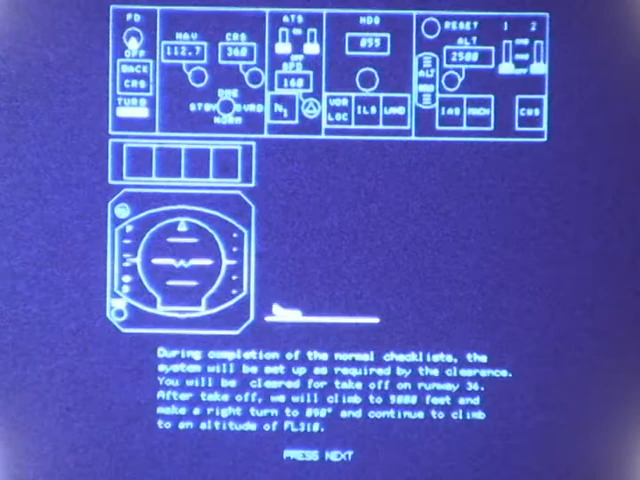 FD
NAV
CRS
ATS
HDG
RESET 1 2
ON
ALT
112.7
360
055
2500
OFF
OFF
SPD
BACK
CRS
160
ALT
DME
TURB
STBY OVRD
NORM
N1
VOR
LOC
ILS
LAND
IAS
MACH
CWS
During completion of the normal checklists, the
system will be set up as required by the clearance.
You will be cleared for take off on runway 36.
After take off, we will climb to 5000 feet and
make a right turn to 090° and continue to climb
to an altitude of FL310.
PRESS NEXT